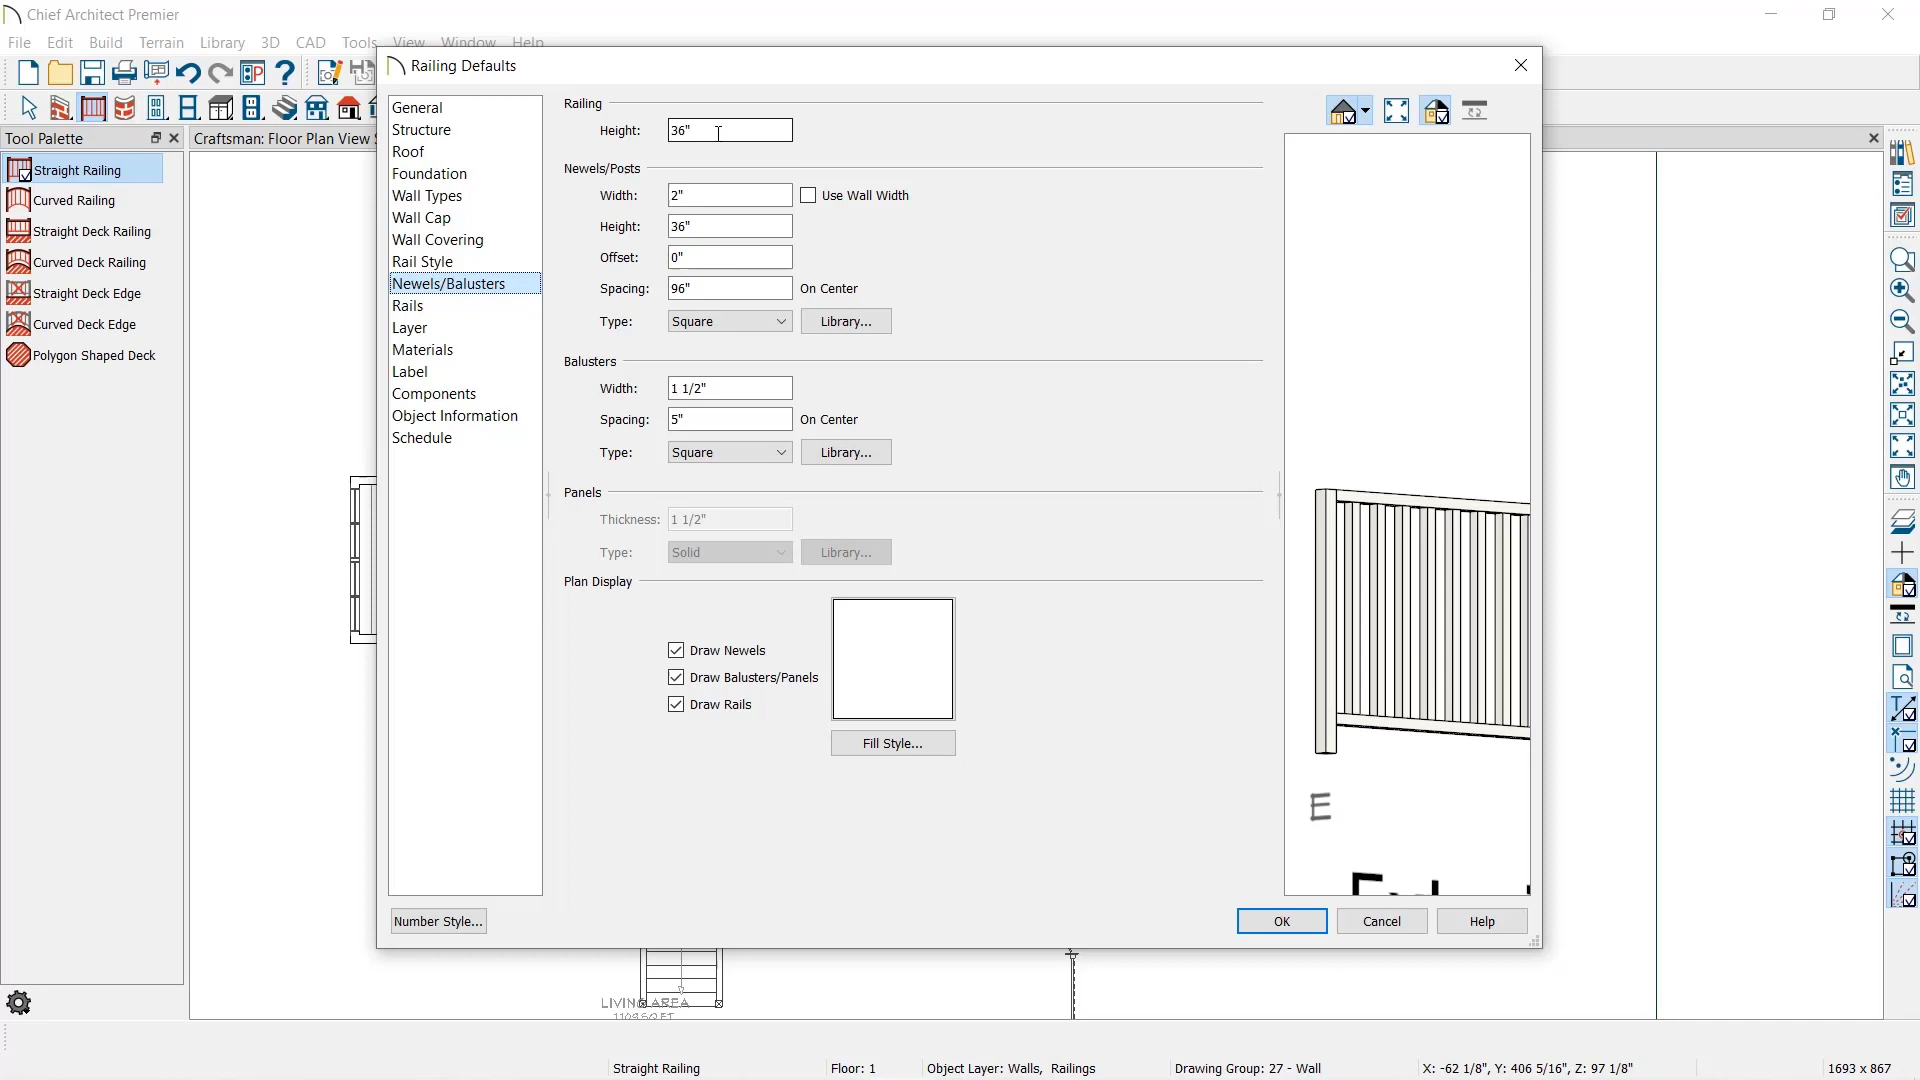 Chief Architect Premier
File Edit Build Terrain Library 3D CAD Tools View Window Help
Railing Defaults
Tool Palette
Craftsman: Floor Plan View
Straight Railing
Curved Railing
Straight Deck Railing
Curved Deck Railing
Straight Deck Edge
Curved Deck Edge
Polygon Shaped Deck
General
Structure
Roof
Foundation
Wall Types
Wall Cap
Wall Covering
Rail Style
Newels/Balusters
Rails
Layer
Materials
Label
Components
Object Information
Schedule
Railing
Height: 36"
Newels/Posts
Width: 2" Use Wall Width
Height: 36"
Offset: 0"
Spacing: 96" On Center
Type: Square Library...
Balusters
Width: 1 1/2"
Spacing: 5" On Center
Type: Square Library...
Panels
Thickness: 1 1/2"
Type: Solid Library...
Plan Display
Draw Newels
Draw Balusters/Panels
Draw Rails
Fill Style...
E
Number Style...
OK Cancel Help
LIVING AREA
Straight Railing Floor: 1 Object Layer: Walls, Railings Drawing Group: 27 - Wall X: -62 1/8", Y: 406 5/16", Z: 97 1/8" 1693 x 867